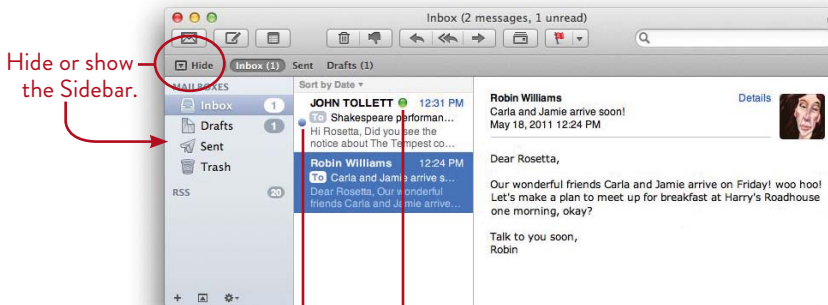 Inbox (2 messages, 1 unread)
Hide or show
the Sidebar.
Hide Inbox (1) Sent Drafts (1)
MAILBOXES
Inbox 1
Drafts 1
Sent
Trash
RSS 20
Sort by Date
JOHN TOLLETT 12:31 PM
To Shakespeare performan...
Hi Rosetta, Did you see the
notice about The Tempest co...
Robin Williams 12:24 PM
To Carla and Jamie arrive s...
Dear Rosetta, Our wonderful
friends Carla and Jamie arrive...
Robin Williams Details
Carla and Jamie arrive soon!
May 18, 2011 12:24 PM
Dear Rosetta,
Our wonderful friends Carla and Jamie arrive on Friday! woo hoo!
Let's make a plan to meet up for breakfast at Harry's Roadhouse
one morning, okay?
Talk to you soon,
Robin